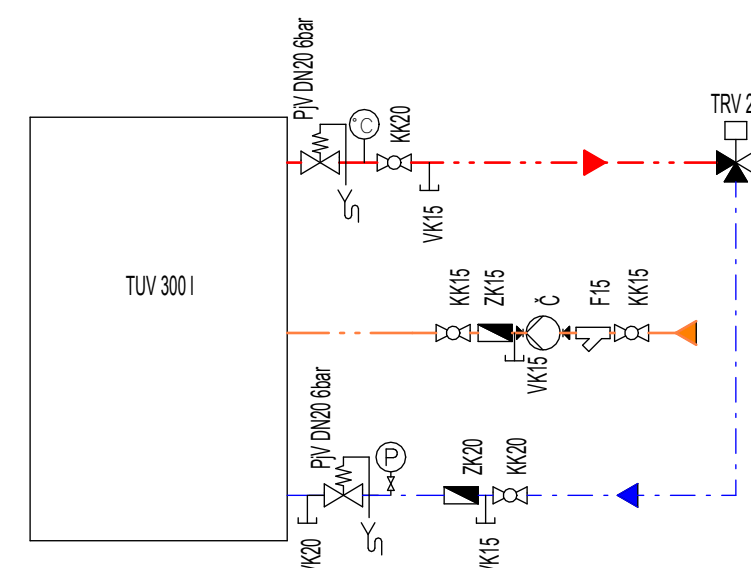 PjV DN20 6bar
°C
KK20
TRV 2
VK15
TUV 300 l
KK15
ZK15
Č
F15
KK15
VK15
PjV DN20 6bar
P
ZK20
KK20
VK20
VK15